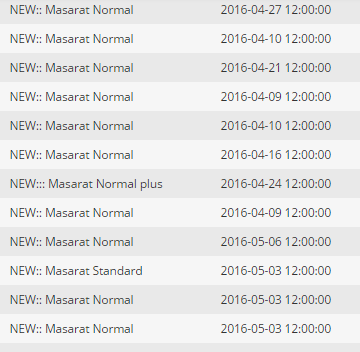 NEW:: Masarat Normal 2016-04-27 12:00:00
NEW:: Masarat Normal 2016-04-10 12:00:00
NEW:: Masarat Normal 2016-04-21 12:00:00
NEW:: Masarat Normal 2016-04-09 12:00:00
NEW:: Masarat Normal 2016-04-10 12:00:00
NEW:: Masarat Normal 2016-04-16 12:00:00
NEW::: Masarat Normal plus 2016-04-24 12:00:00
NEW:: Masarat Normal 2016-04-09 12:00:00
NEW:: Masarat Normal 2016-05-06 12:00:00
NEW:: Masarat Standard 2016-05-03 12:00:00
NEW:: Masarat Normal 2016-05-03 12:00:00
NEW:: Masarat Normal 2016-05-03 12:00:00